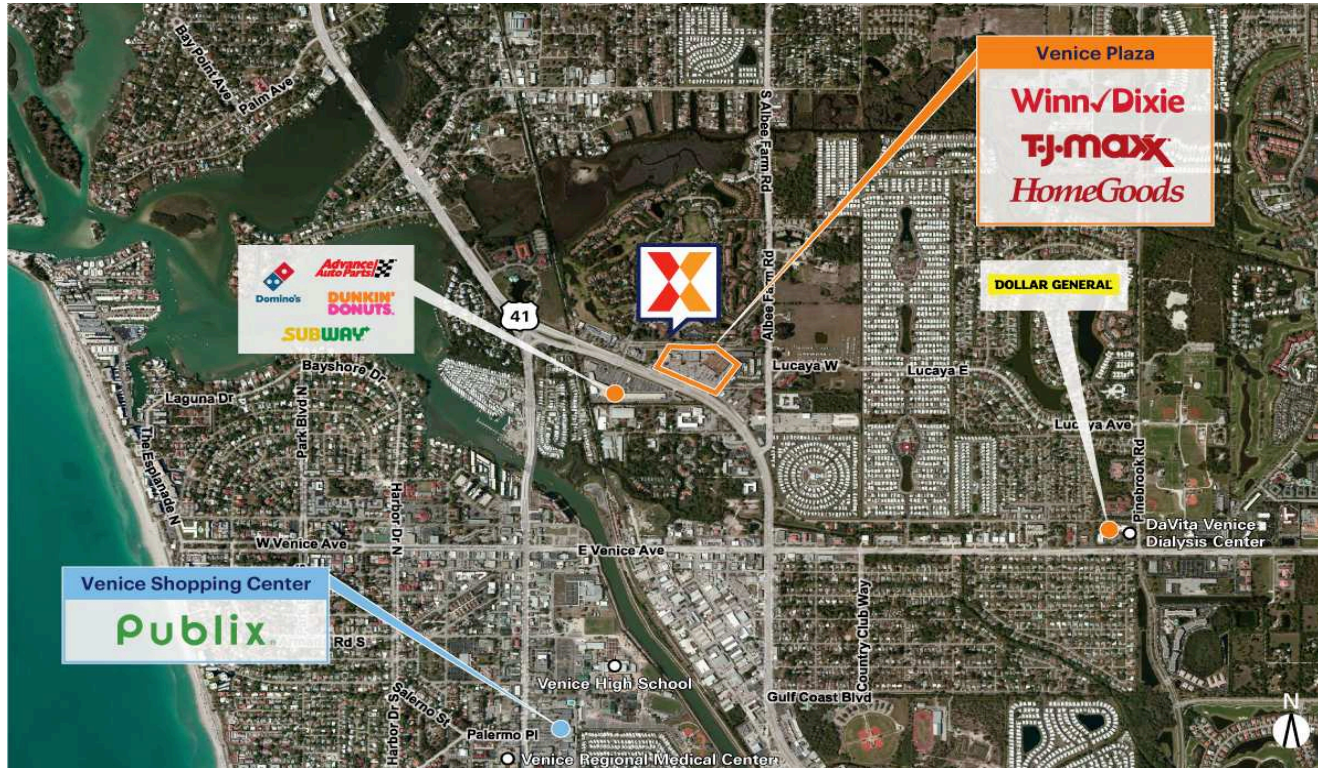 Bay Point Ave
Palm Ave
S Albee Farm Rd
Venice Plaza
Winn✓Dixie
T·J·maxx
HomeGoods
Domino's
Advance
Auto Parts
DUNKIN'
DONUTS.
SUBWAY
41
Albee Farm Rd
DOLLAR GENERAL
Lucaya W
Lucaya E
Lucaya Ave
Bayshore Dr
Laguna Dr
Park Blvd N
The Esplanade N
Harbor Dr N
Pinebrook Rd
W Venice Ave
E Venice Ave
DaVita Venice
Dialysis Center
Venice Shopping Center
Publix
Rd S
Venice High School
Country Club Way
Gulf Coast Blvd
Salerno St
Harbor Dr S
Palermo Pl
Venice Regional Medical Center
N